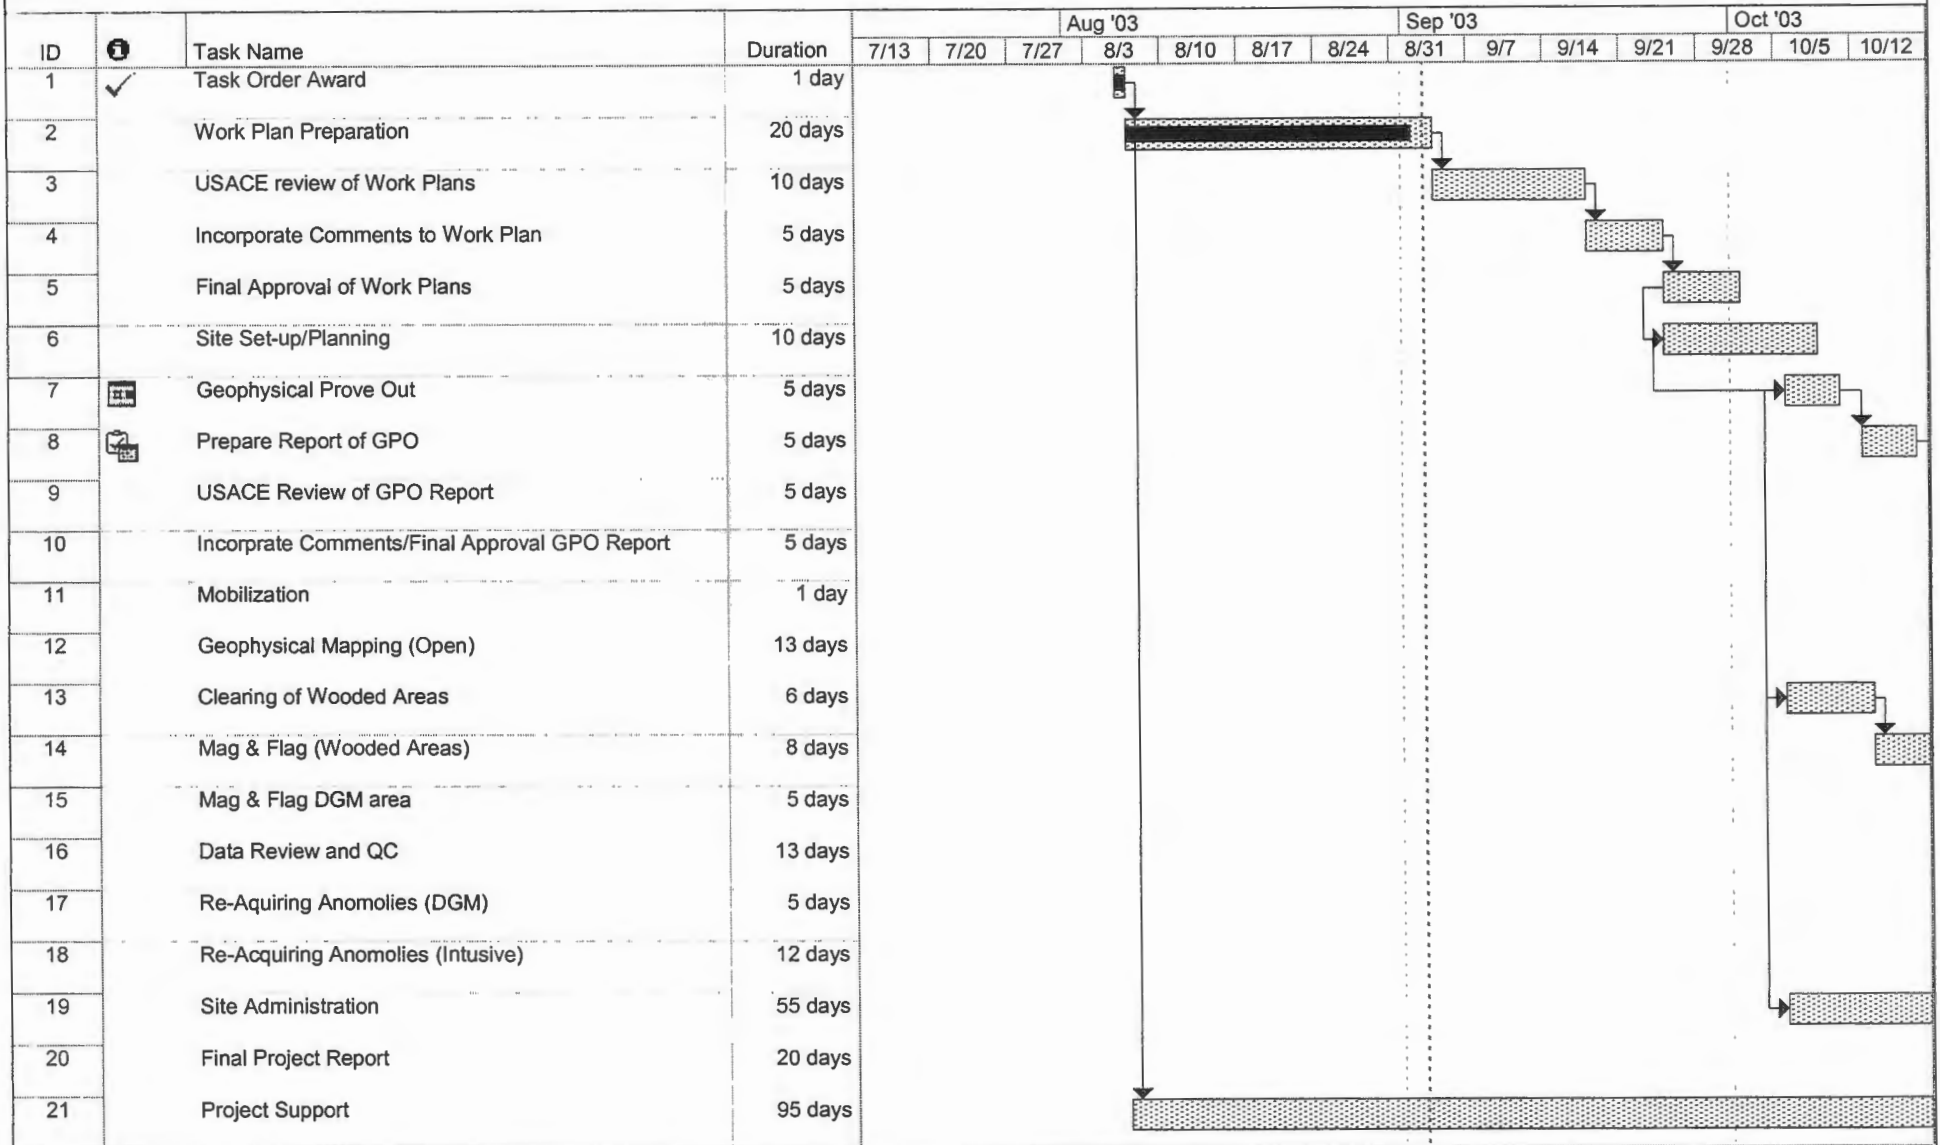 Aug '03 Sep '03 Oct '03
ID Task Name Duration 7/13 7/20 7/27 8/3 8/10 8/17 8/24 8/31 9/7 9/14 9/21 9/28 10/5 10/12
1 Task Order Award 1 day
2 Work Plan Preparation 20 days
3 USACE review of Work Plans 10 days
4 Incorporate Comments to Work Plan 5 days
5 Final Approval of Work Plans 5 days
6 Site Set-up/Planning 10 days
7 Geophysical Prove Out 5 days
8 Prepare Report of GPO 5 days
9 USACE Review of GPO Report 5 days
10 Incorprate Comments/Final Approval GPO Report 5 days
11 Mobilization 1 day
12 Geophysical Mapping (Open) 13 days
13 Clearing of Wooded Areas 6 days
14 Mag & Flag (Wooded Areas) 8 days
15 Mag & Flag DGM area 5 days
16 Data Review and QC 13 days
17 Re-Aquiring Anomolies (DGM) 5 days
18 Re-Acquiring Anomolies (Intusive) 12 days
19 Site Administration 55 days
20 Final Project Report 20 days
21 Project Support 95 days